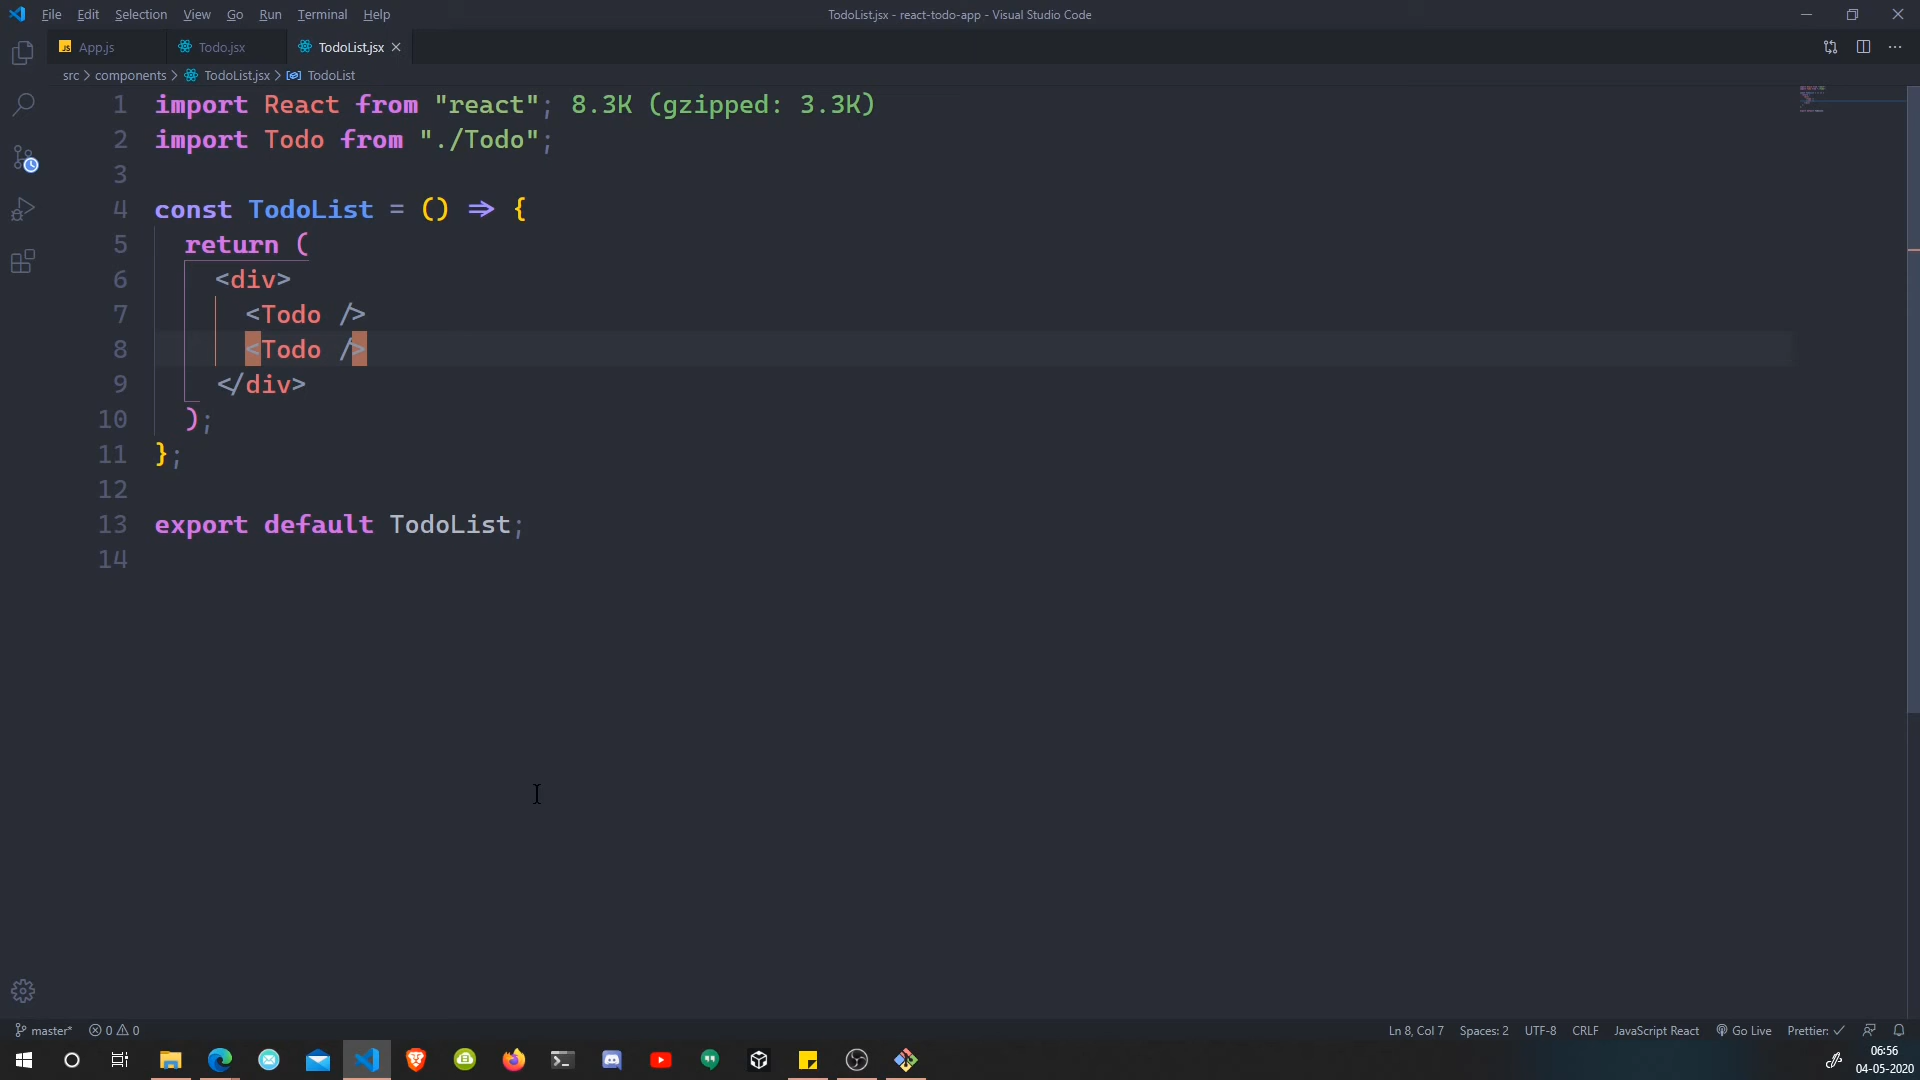 File Edit Selection View Go Run Terminal Help
TodoList.jsx - react-todo-app - Visual Studio Code
JS App.js
Todo.jsx
TodoList.jsx
src > components > TodoList.jsx > TodoList
1 import React from "react"; 8.3K (gzipped: 3.3K)
2 import Todo from "./Todo";
3
4 const TodoList = () => {
5 return (
6 <div>
7 <Todo />
8 <Todo />
9 </div>
10 );
11 };
12
13 export default TodoList;
14
master* 0 0
Ln 8, Col 7 Spaces: 2 UTF-8 CRLF JavaScript React Go Live Prettier: ✓
06:56
04-05-2020